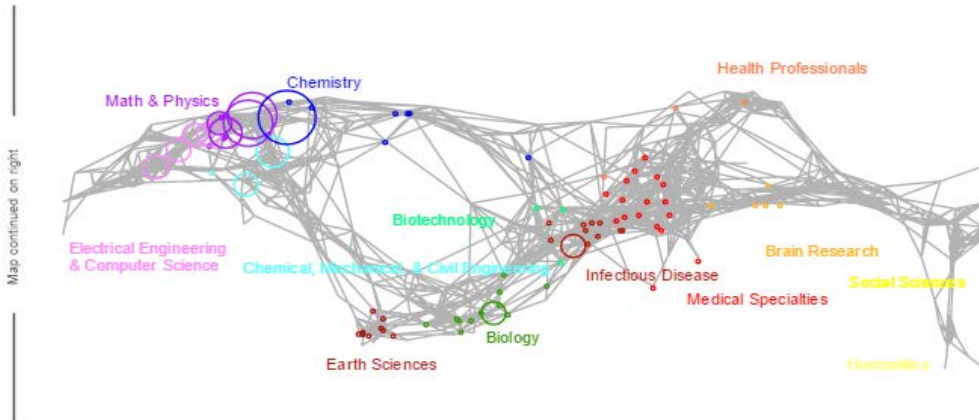 Map continued on right
Health Professionals
Chemistry
Math & Physics
Biotechnology
Electrical Engineering
& Computer Science
Chemical, Mechanical, & Civil Engineering
Brain Research
Infectious Disease
Social Sciences
Medical Specialties
Biology
Earth Sciences
Humanities